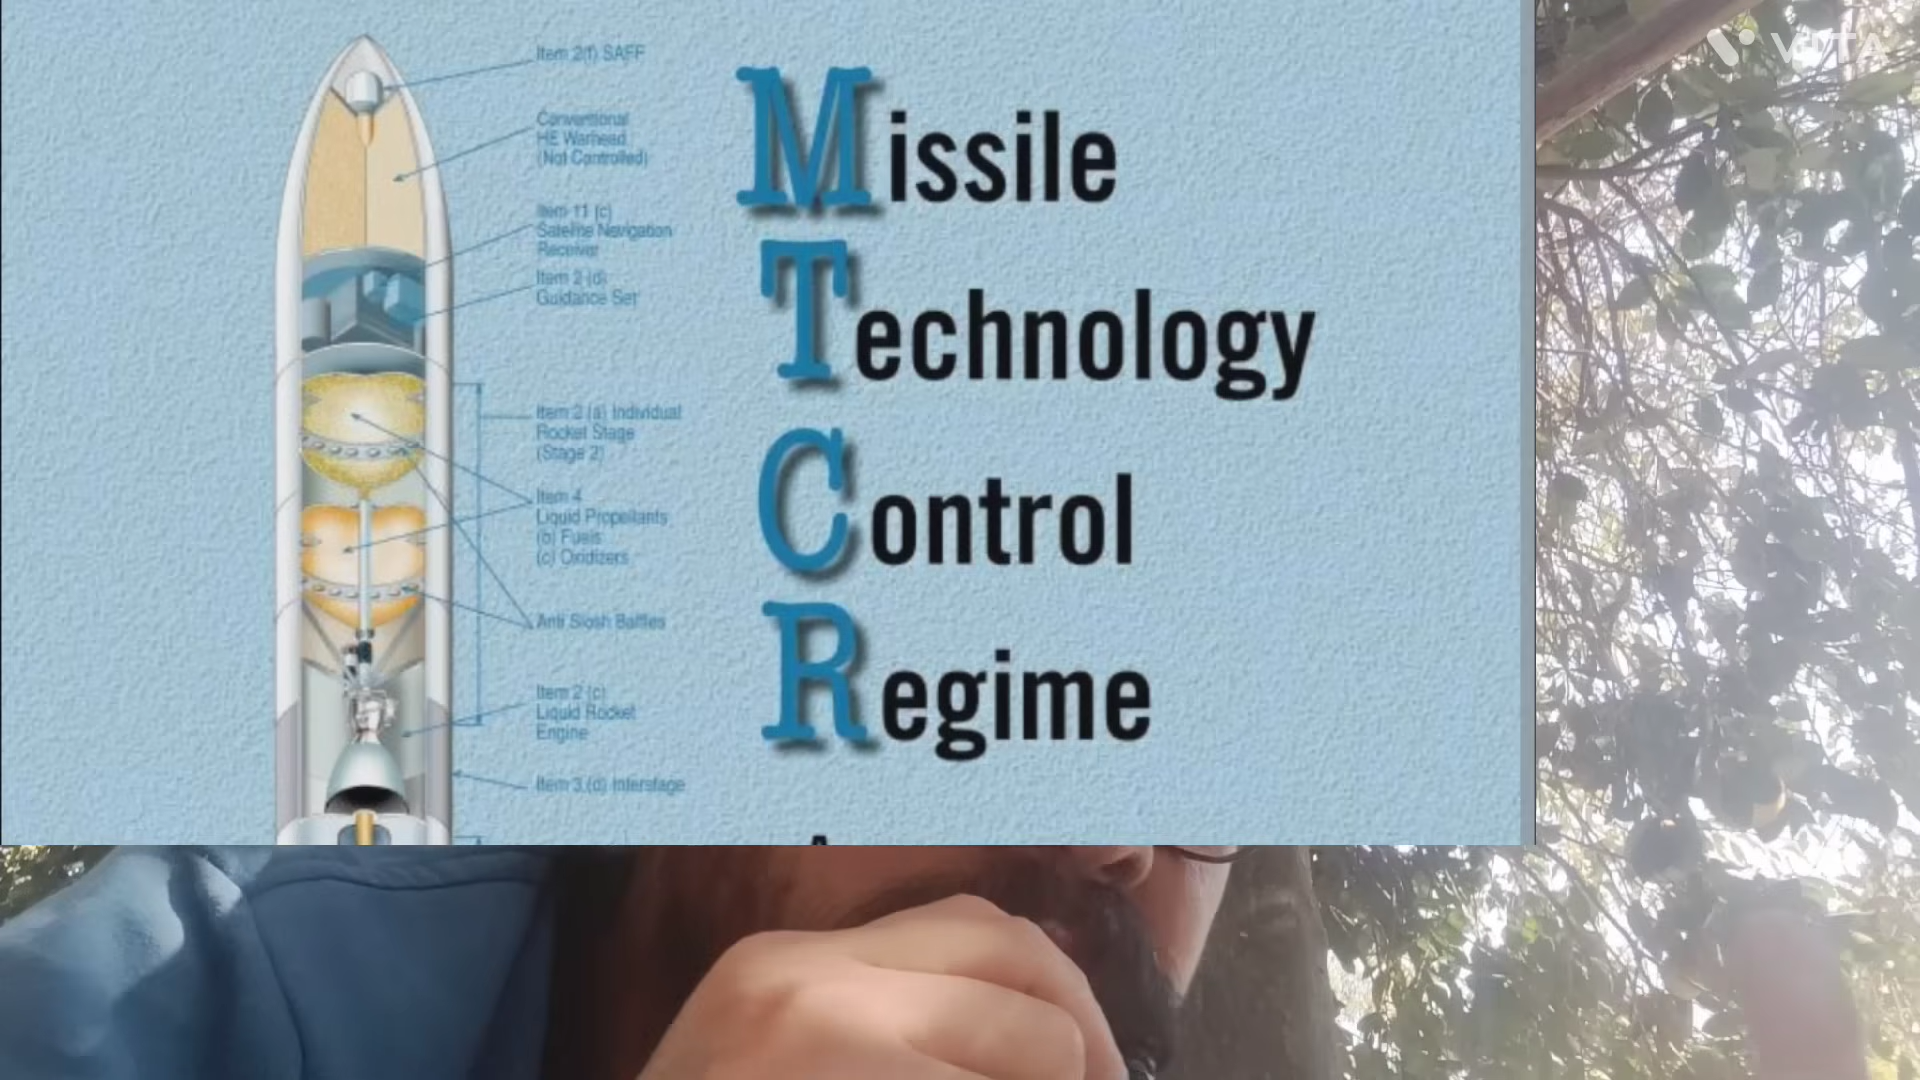 Item 2(f) SAFF
Conventional
HE Warhead
(Not Controlled)
Item 11 (c)
Satellite Navigation
Receiver
Item 2 (d)
Guidance Set
Item 2 (a) Individual
Rocket Stage
(Stage 2)
Item 4
Liquid Propellants
(b) Fuels
(c) Oxidizers
Anti Slosh Baffles
Item 2 (c)
Liquid Rocket
Engine
Item 3 (d) Interstage
Missile
Technology
Control
Regime
VITA